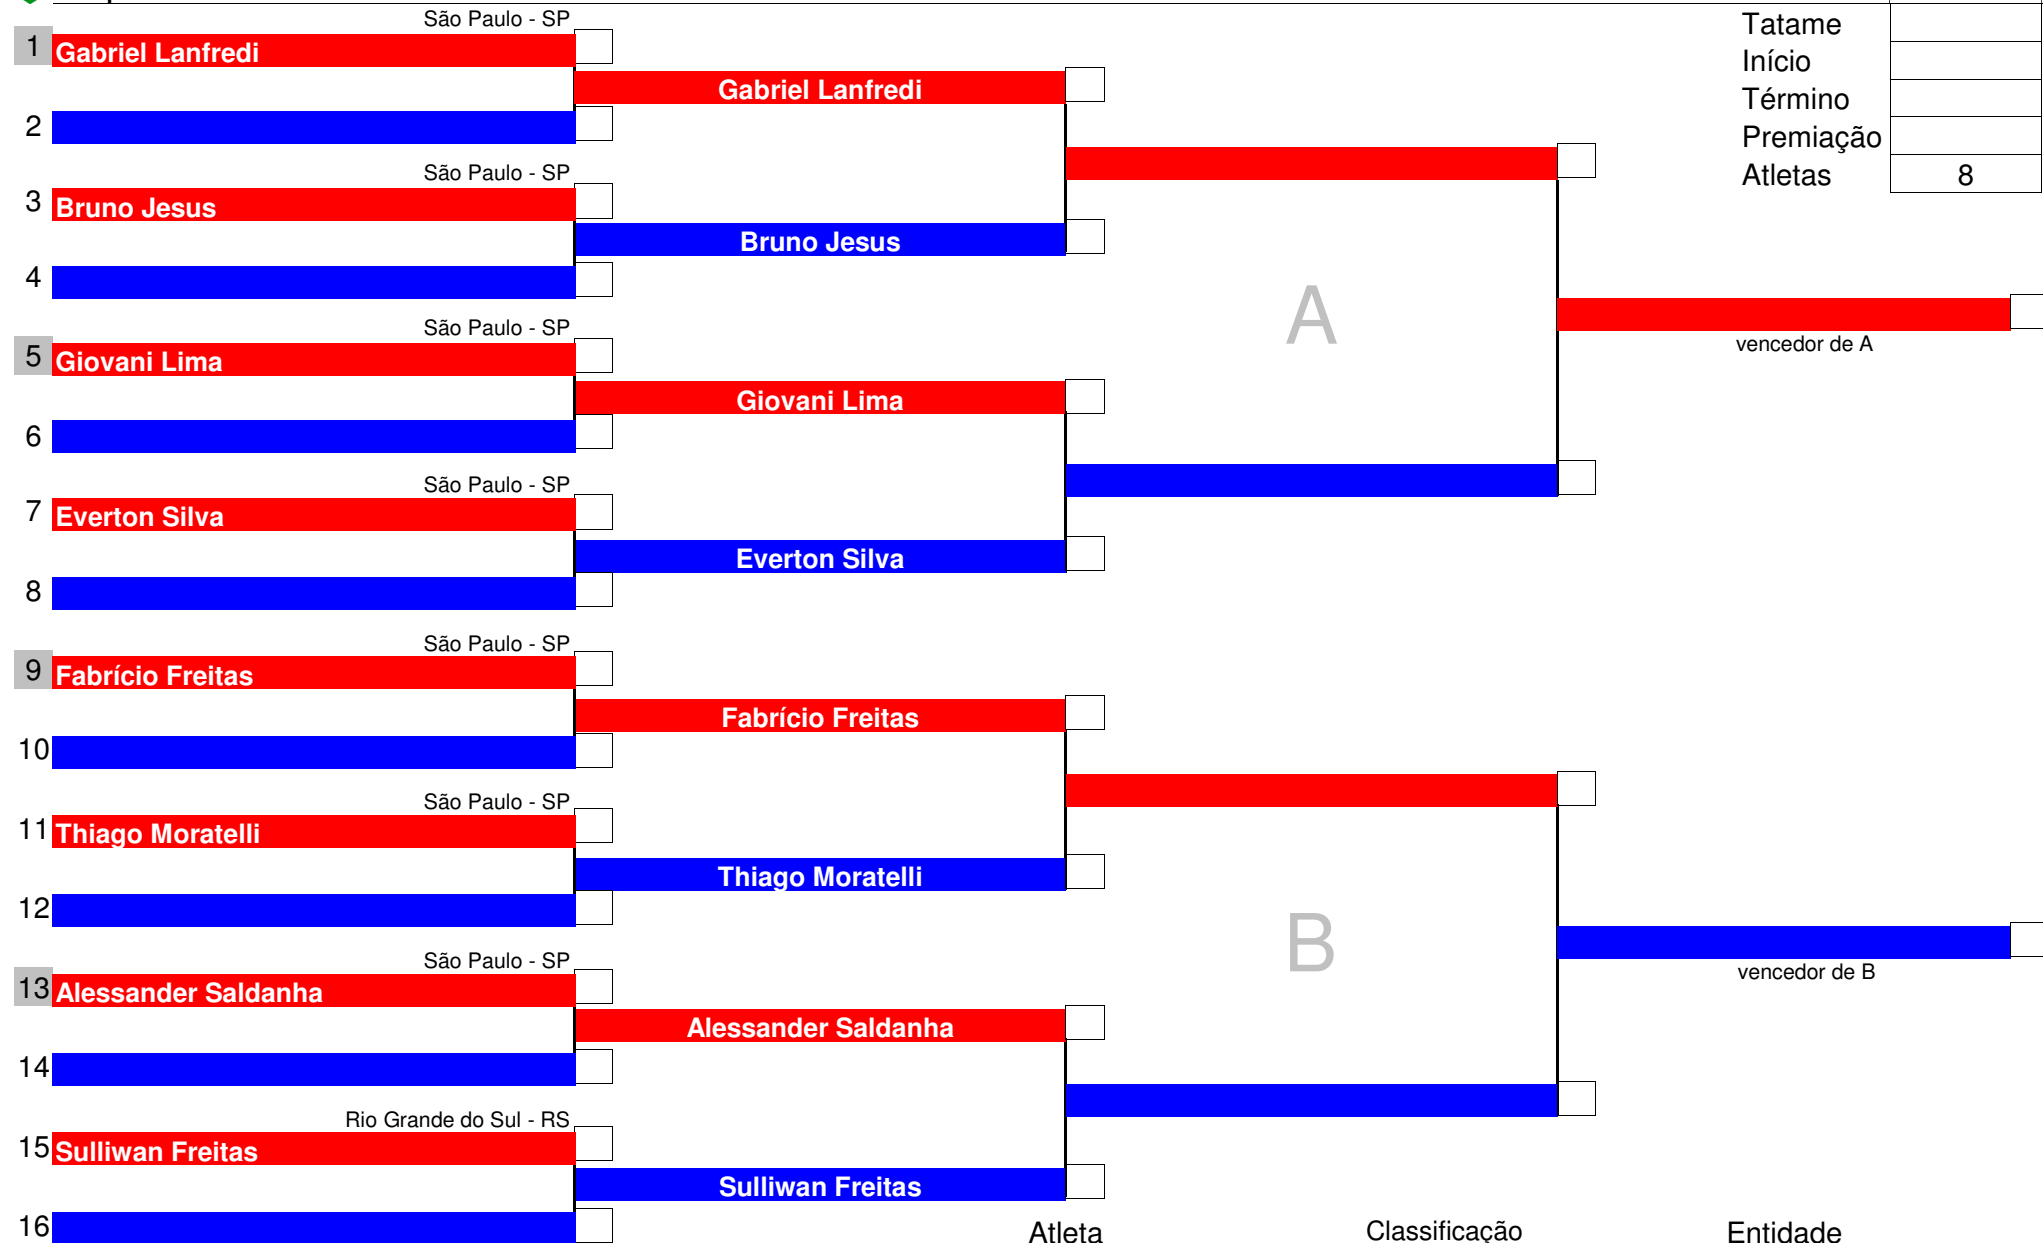 São Paulo - SP
1 Gabriel Lanfredi
Gabriel Lanfredi
2
São Paulo - SP
3 Bruno Jesus
Bruno Jesus
4
São Paulo - SP
5 Giovani Lima
Giovani Lima
6
São Paulo - SP
7 Everton Silva
Everton Silva
8
São Paulo - SP
9 Fabrício Freitas
Fabrício Freitas
10
São Paulo - SP
11 Thiago Moratelli
Thiago Moratelli
12
São Paulo - SP
13 Alessander Saldanha
Alessander Saldanha
14
Rio Grande do Sul - RS
15 Sulliwan Freitas
Sulliwan Freitas
16
A
B
vencedor de A
vencedor de B
Tatame
Início
Término
Premiação
Atletas 8
Atleta Classificação Entidade